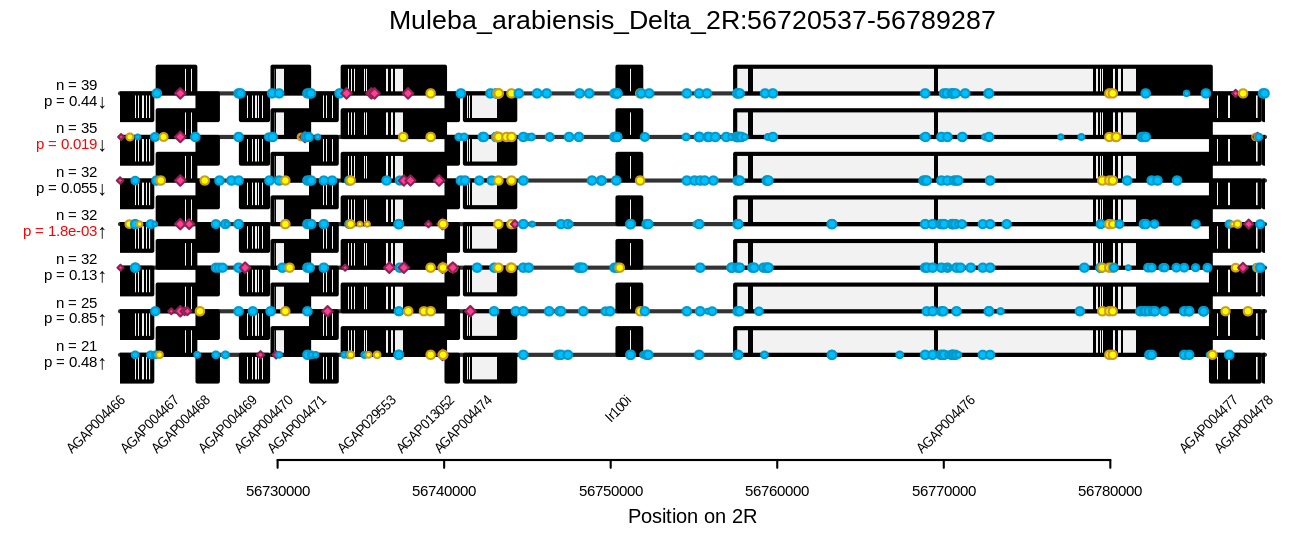 Muleba_arabiensis_Delta_2R:56720537-56789287
n = 39
p = 0.44↓
n = 35
p = 0.019↓
n = 32
p = 0.055↓
n = 32
p = 1.8e-03↑
n = 32
p = 0.13↑
n = 25
p = 0.85↑
n = 21
p = 0.48↑
AGAP004466
AGAP004467
AGAP004468
AGAP004469
AGAP004470
AGAP004471
AGAP029553
AGAP013052
AGAP004474
Ir100i
AGAP004476
AGAP004477
AGAP004478
56730000 56740000 56750000 56760000 56770000 56780000
Position on 2R